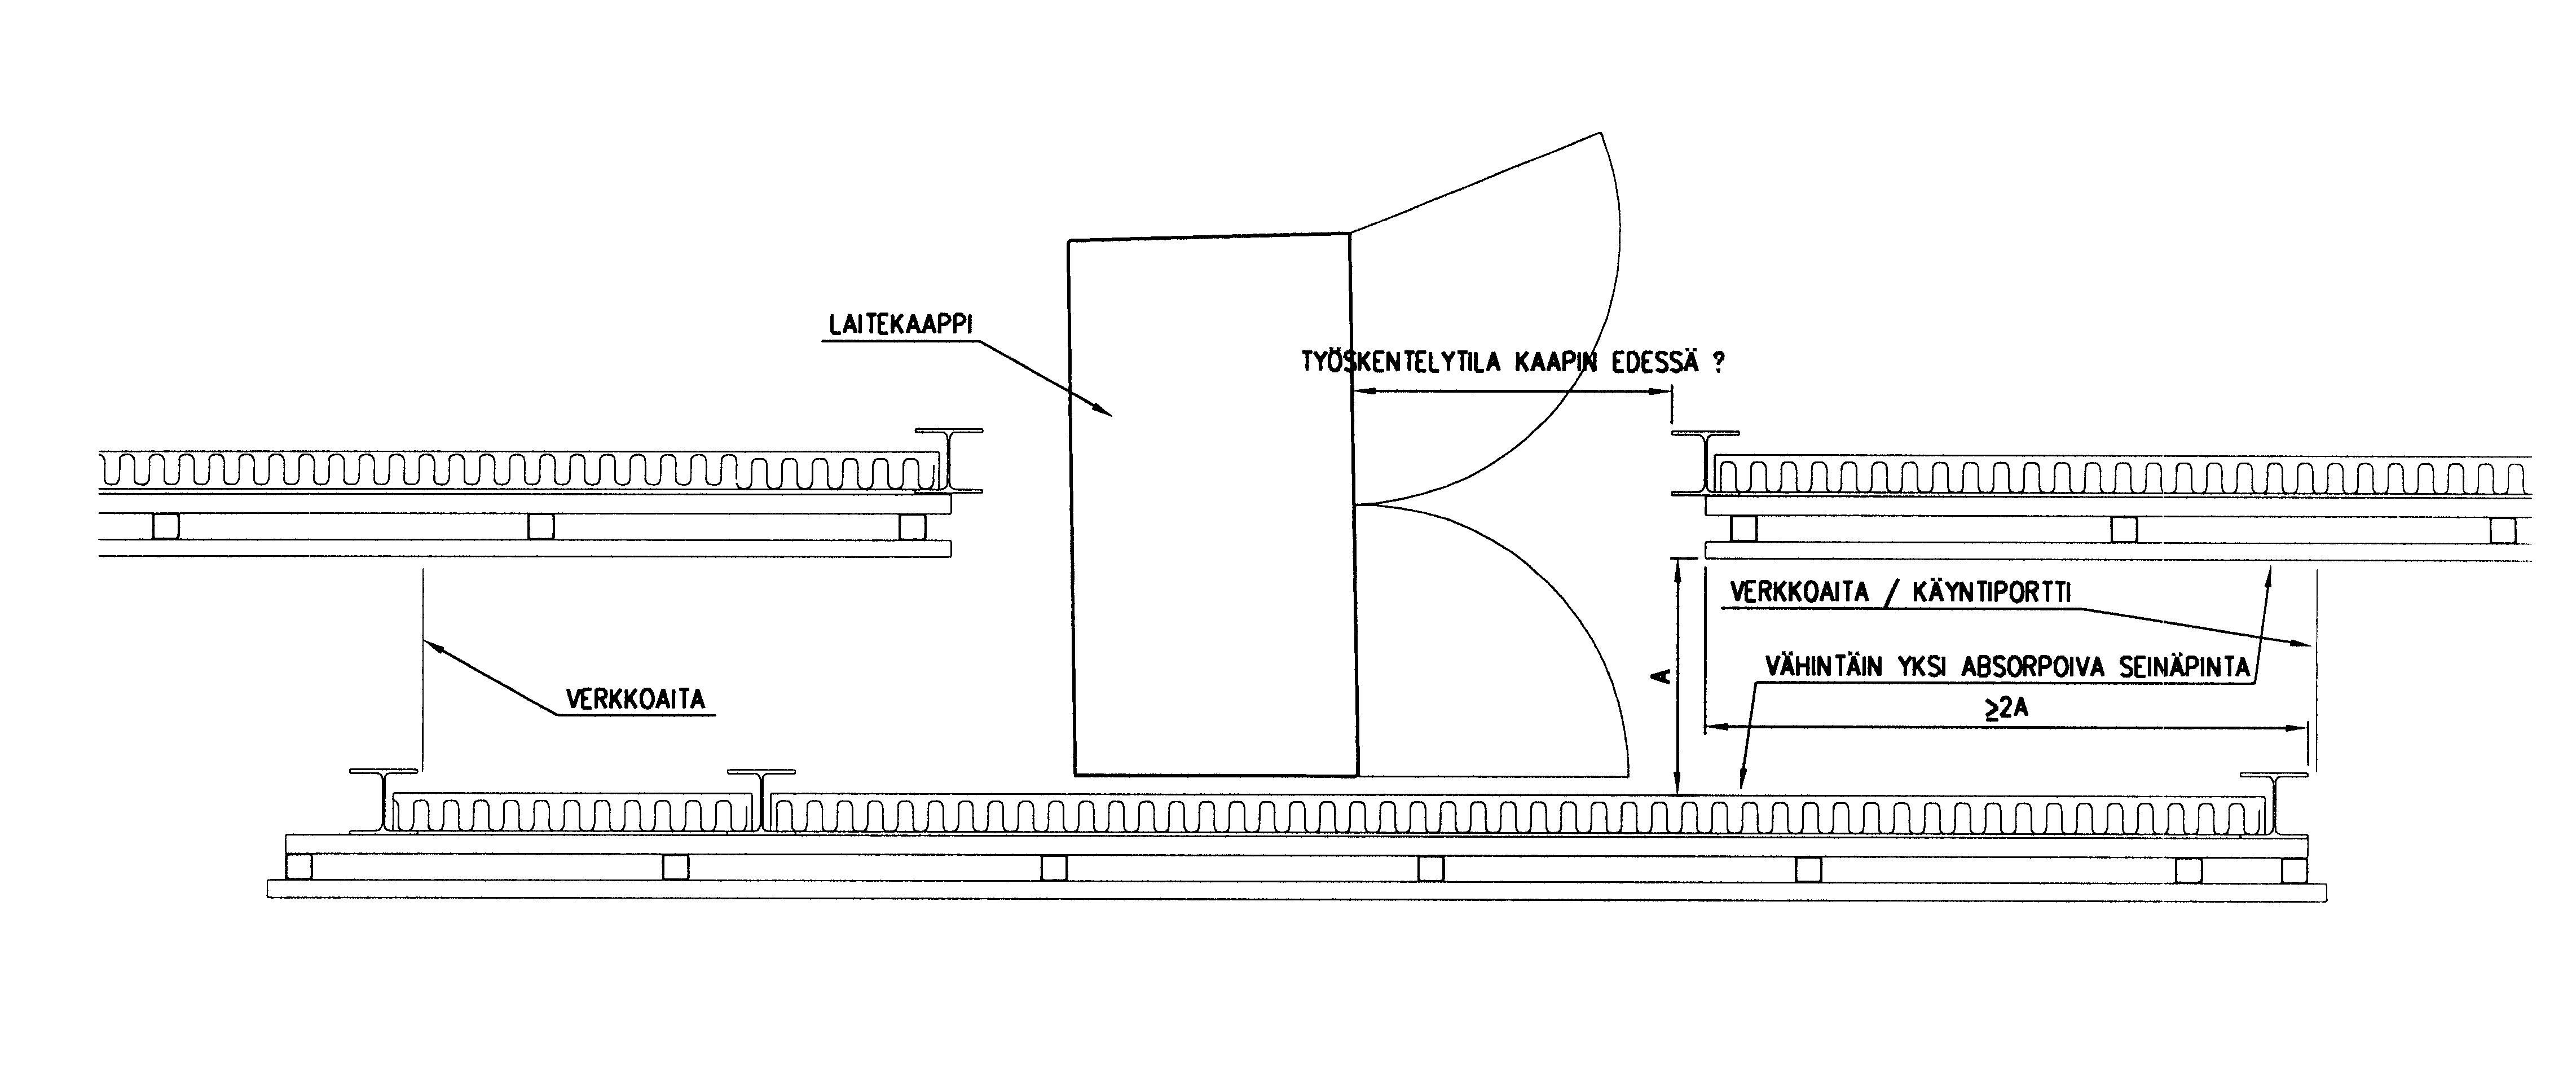 LAITEKAAPPI
TYÖSKENTELYTILA KAAPIN EDESSÄ ?
VERKKOAITA / KÄYNTIPORTTI
VÄHINTÄIN YKSI ABSORPOIVA SEINÄPINTA
A
VERKKOAITA
≥2A